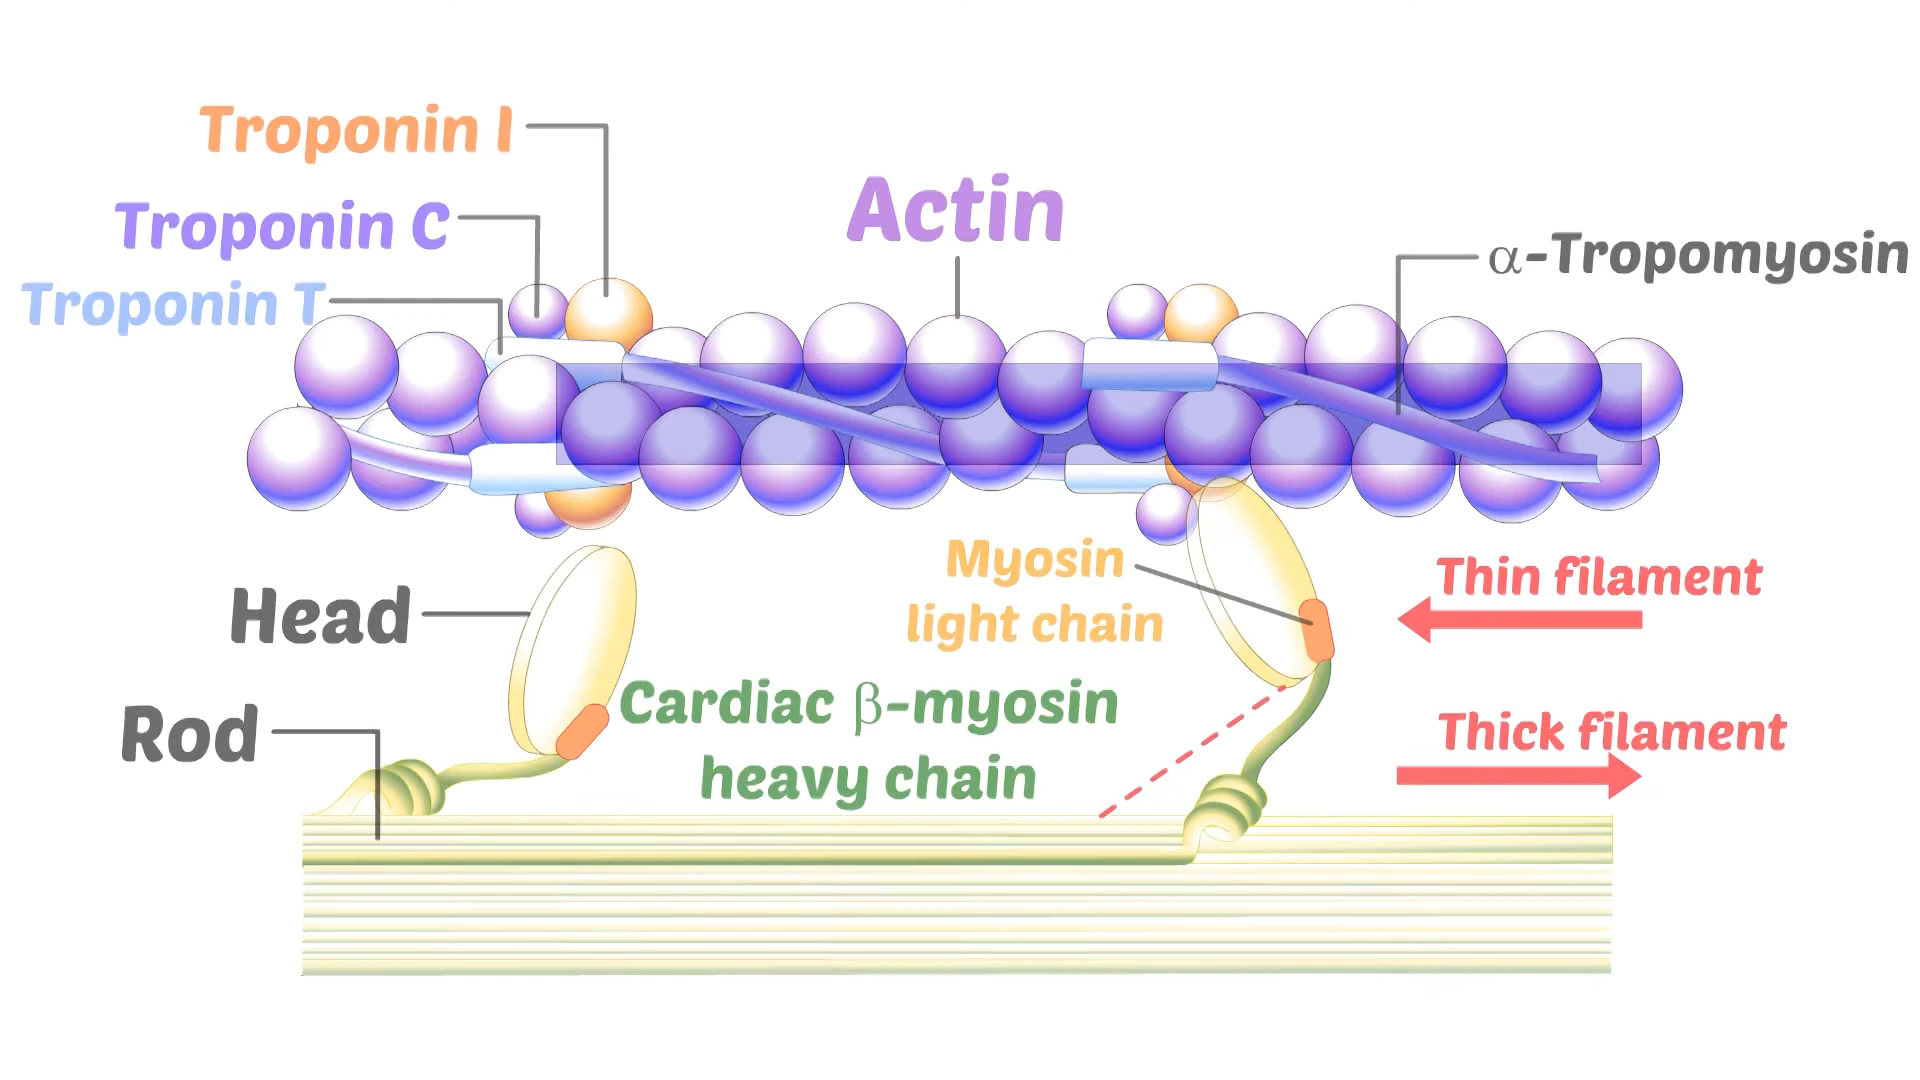 Troponin I
Troponin C
Troponin T
Actin
α-Tropomyosin
Head
Rod
Myosin
light chain
Cardiac β-myosin
heavy chain
Thin filament
Thick filament